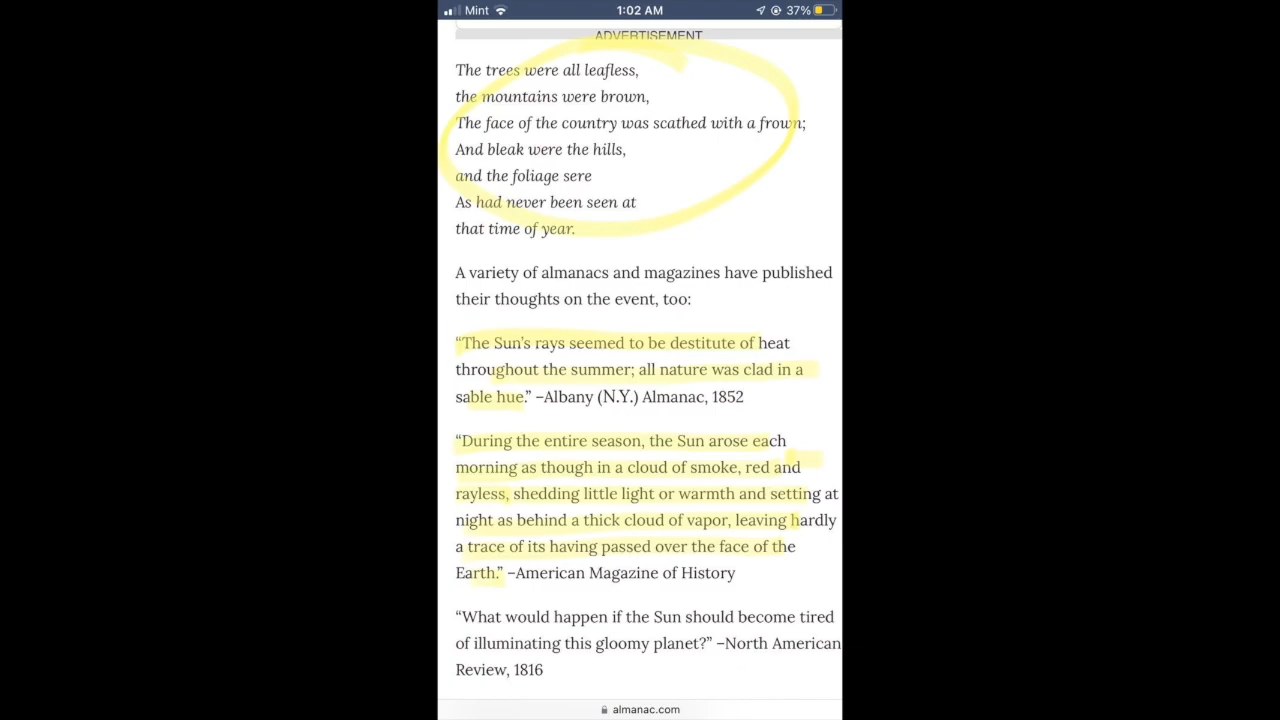 Mint 1:02 AM 37%
ADVERTISEMENT
The trees were all leafless,
the mountains were brown,
The face of the country was scathed with a frown;
And bleak were the hills,
and the foliage sere
As had never been seen at
that time of year.
A variety of almanacs and magazines have published
their thoughts on the event, too:
“The Sun’s rays seemed to be destitute of heat
throughout the summer; all nature was clad in a
sable hue.” –Albany (N.Y.) Almanac, 1852
“During the entire season, the Sun arose each
morning as though in a cloud of smoke, red and
rayless, shedding little light or warmth and setting at
night as behind a thick cloud of vapor, leaving hardly
a trace of its having passed over the face of the
Earth.” –American Magazine of History
“What would happen if the Sun should become tired
of illuminating this gloomy planet?” –North American
Review, 1816
almanac.com